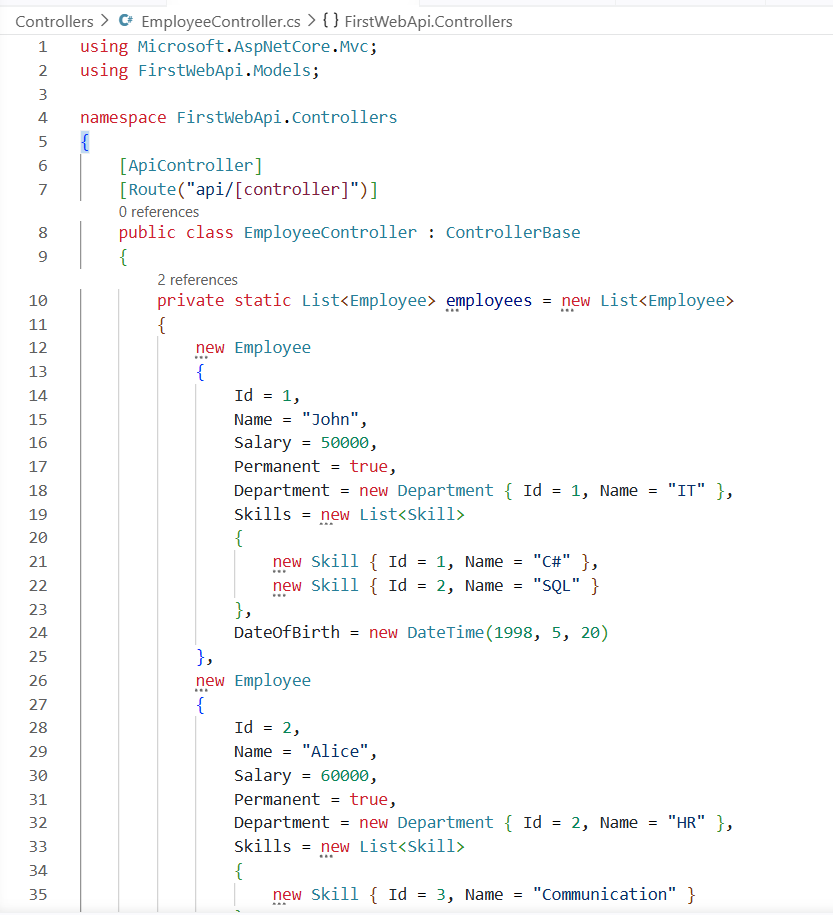 Controllers > C# EmployeeController.cs > { } FirstWebApi.Controllers
1 using Microsoft.AspNetCore.Mvc;
2 using FirstWebApi.Models;
3
4 namespace FirstWebApi.Controllers
5 {
6 [ApiController]
7 [Route("api/[controller]")]
0 references
8 public class EmployeeController : ControllerBase
9 {
2 references
10 private static List<Employee> employees = new List<Employee>
11 {
12 new Employee
13 {
14 Id = 1,
15 Name = "John",
16 Salary = 50000,
17 Permanent = true,
18 Department = new Department { Id = 1, Name = "IT" },
19 Skills = new List<Skill>
20 {
21 new Skill { Id = 1, Name = "C#" },
22 new Skill { Id = 2, Name = "SQL" }
23 },
24 DateOfBirth = new DateTime(1998, 5, 20)
25 },
26 new Employee
27 {
28 Id = 2,
29 Name = "Alice",
30 Salary = 60000,
31 Permanent = true,
32 Department = new Department { Id = 2, Name = "HR" },
33 Skills = new List<Skill>
34 {
35 new Skill { Id = 3, Name = "Communication" }